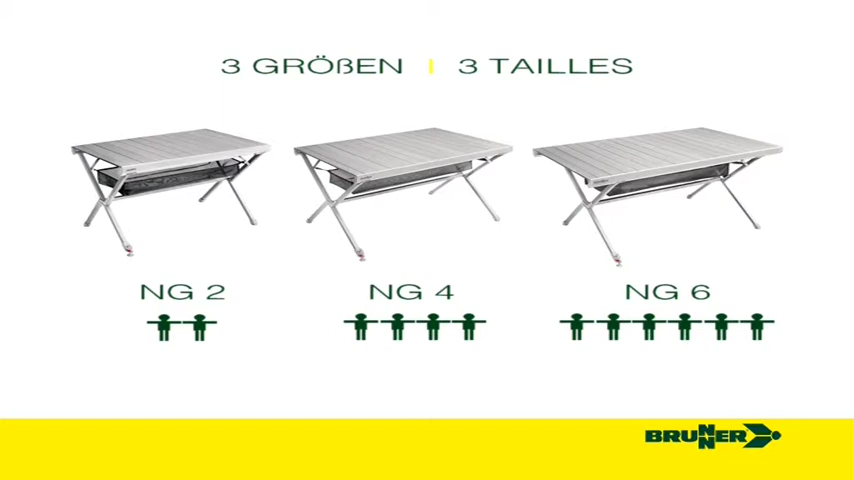 3 GRÖßEN | 3 TAILLES
NG 2
NG 4
NG 6
BRUNNER